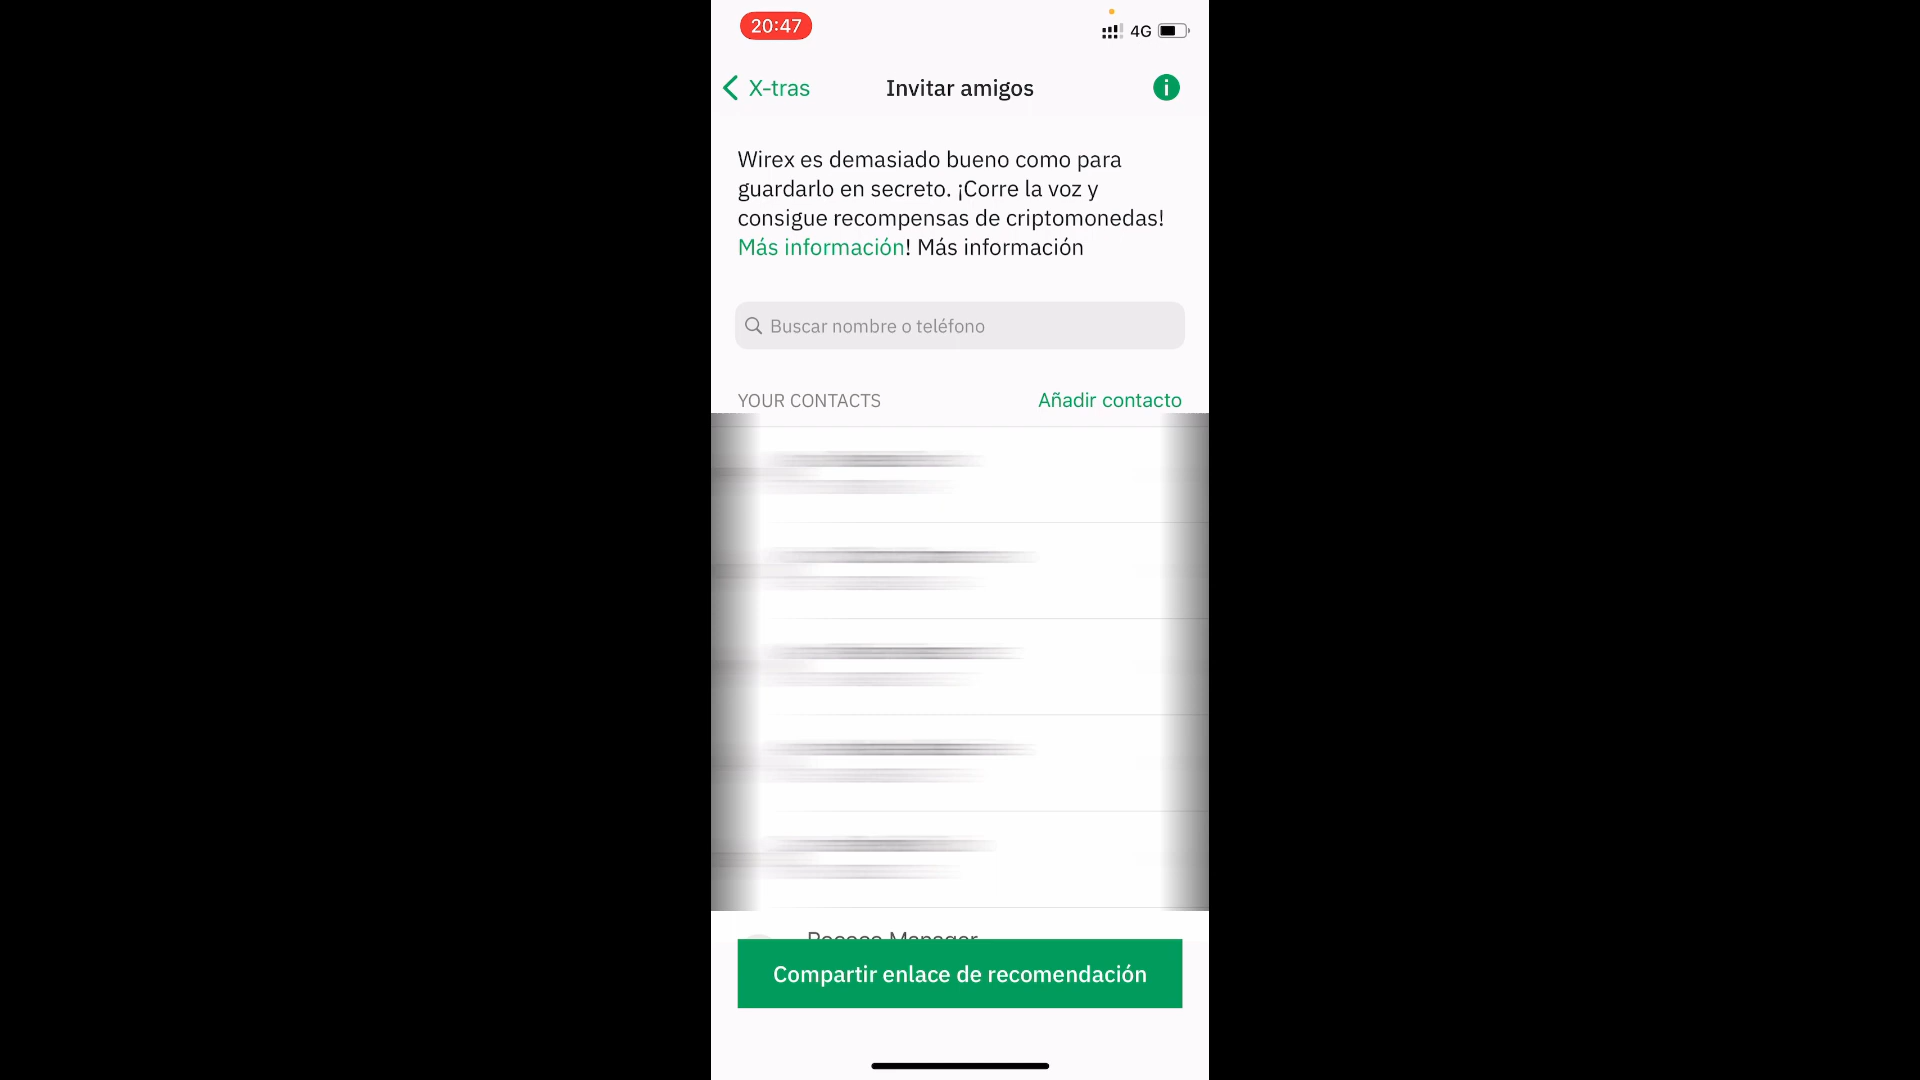 20:47
4G
X-tras
Invitar amigos
i
Wirex es demasiado bueno como para
guardarlo en secreto. ¡Corre la voz y
consigue recompensas de criptomonedas!
Más información! Más información
Buscar nombre o teléfono
YOUR CONTACTS
Añadir contacto
Manager
Compartir enlace de recomendación